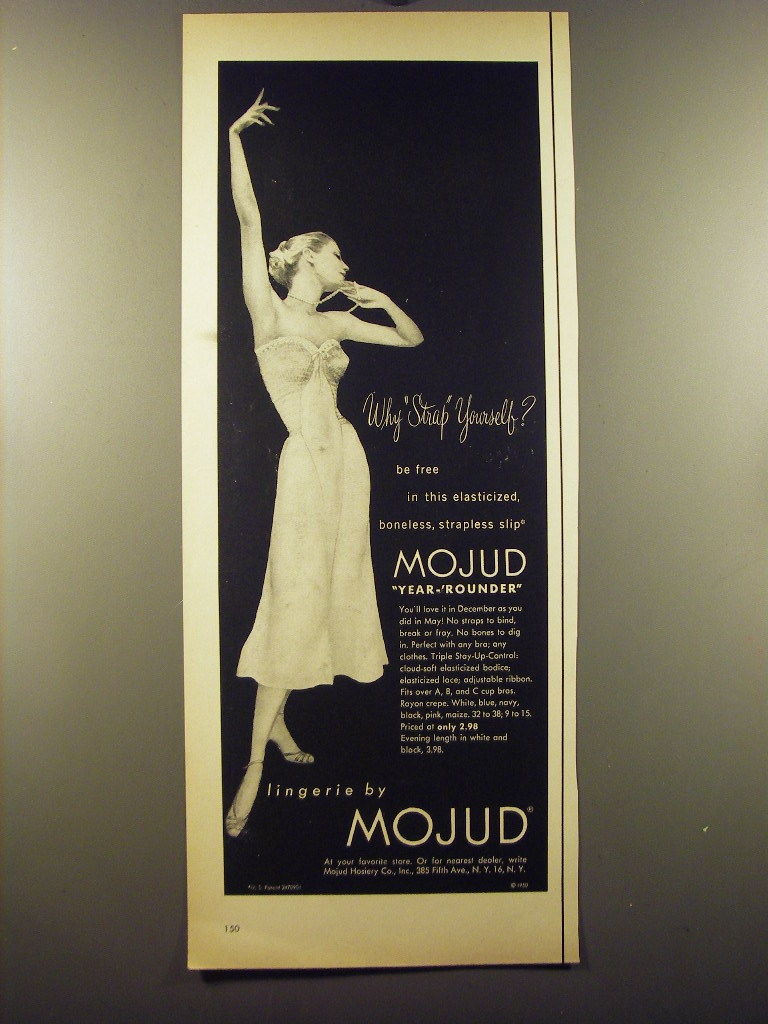 Why "Strap" Yourself?
be free
in this elasticized,
boneless, strapless slip®
MOJUD
"YEAR-'ROUNDER"
You'll love it in December as you
did in May! No straps to bind,
break or fray. No bones to dig
in. Perfect with any bra; any
clothes. Triple Stay-Up-Control:
cloud-soft elasticized bodice;
elasticized lace; adjustable ribbon.
Fits over A, B, and C cup bras.
Rayon crepe. White, blue, navy,
black, pink, maize. 32 to 38; 9 to 15.
Priced at only 2.98
Evening length in white and
black, 3.98.
lingerie by
MOJUD®
At your favorite store. Or for nearest dealer, write
Mojud Hosiery Co., Inc., 385 Fifth Ave., N. Y. 16, N. Y.
U. S. Patent
© 1950
150